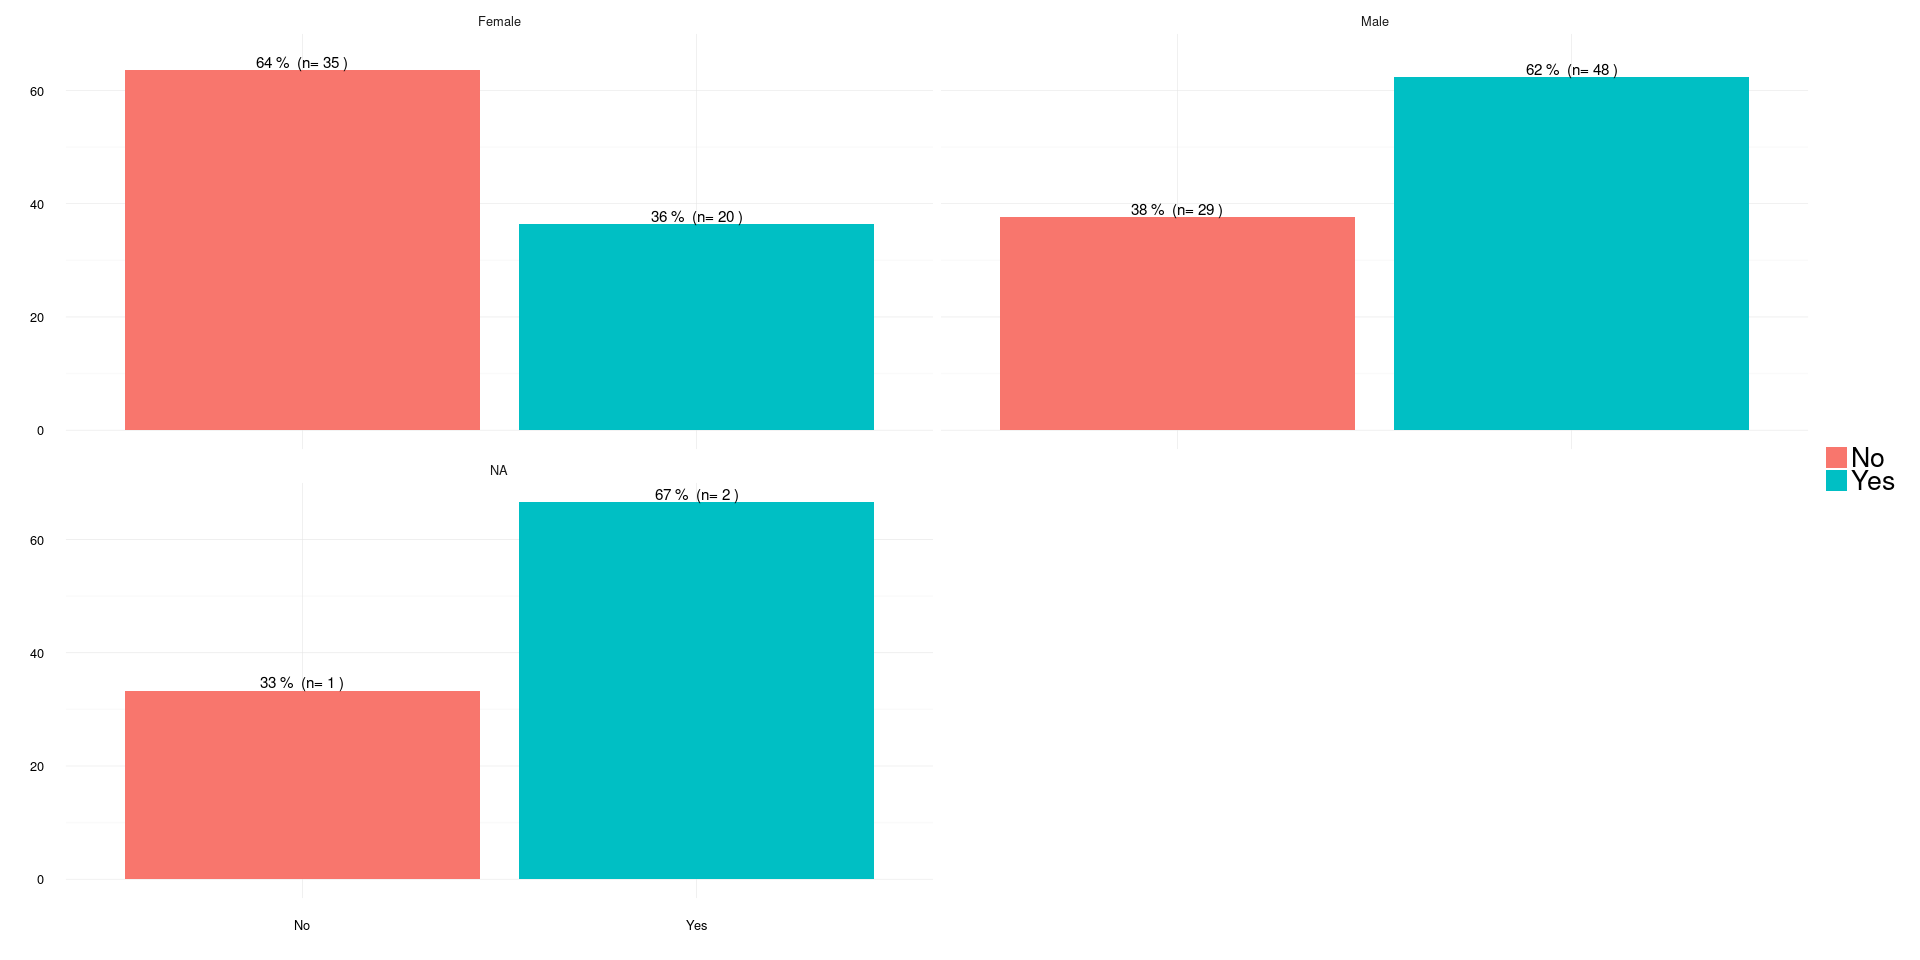 Female
64 % (n= 35 )
36 % (n= 20 )
60
40
20
0
Male
62 % (n= 48 )
38 % (n= 29 )
NA
67 % (n= 2 )
33 % (n= 1 )
60
40
20
0
No
Yes
No
Yes